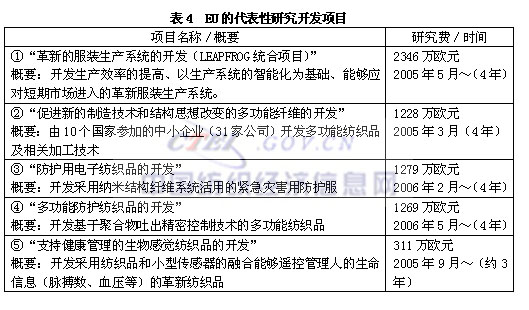 表 4 EU 的代表性研究开发项目
项目名称／概要
研究费／时间
①“革新的服装生产系统的开发（LEAPFROG 统合项目）”
概要：开发生产效率的提高、以生产系统的智能化为基础、能够应
对短期市场进入的革新服装生产系统。
2346 万欧元
2005 年 5 月～（4年）
②“促进新的制造技术和结构思想改变的多功能纤维的开发”
概要：由 10 个国家参加的中小企业（31 家公司）开发多功能纺织品
及相关加工技术
1228 万欧元
2005 年 3 月（4年）
③“防护用电子纺织品的开发”
概要：开发采用纳米结构纤维系统活用的紧急灾害用防护服
1279 万欧元
2006 年 2 月～（4年）
④“多功能防护纺织品的开发”
概要：开发基于聚合物吐出精密控制技术的多功能纺织品
1269 万欧元
2006 年 5 月～（4年）
⑤“支持健康管理的生物感觉纺织品的开发”
概要：开发采用纺织品和小型传感器的融合能够遥控管理人的生命
信息（脉搏数、血压等）的革新纺织品
311 万欧元
2005 年 9 月～（约 3
年）
CTEI.GOV.CN
中国纺织经济信息网